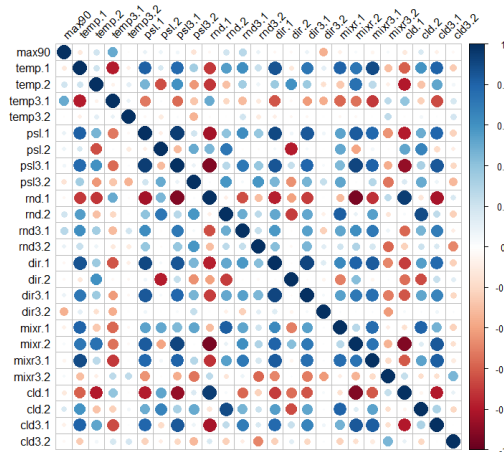 max90
temp.1
temp.2
temp3.1
temp3.2
psl.1
psl.2
psl3.1
psl3.2
rnd.1
rnd.2
rnd3.1
rnd3.2
dir.1
dir.2
dir3.1
dir3.2
mixr.1
mixr.2
mixr3.1
mixr3.2
cld.1
cld.2
cld3.1
cld3.2
max90
temp.1
temp.2
temp3.1
temp3.2
psl.1
psl.2
psl3.1
psl3.2
rnd.1
rnd.2
rnd3.1
rnd3.2
dir.1
dir.2
dir3.1
dir3.2
mixr.1
mixr.2
mixr3.1
mixr3.2
cld.1
cld.2
cld3.1
cld3.2